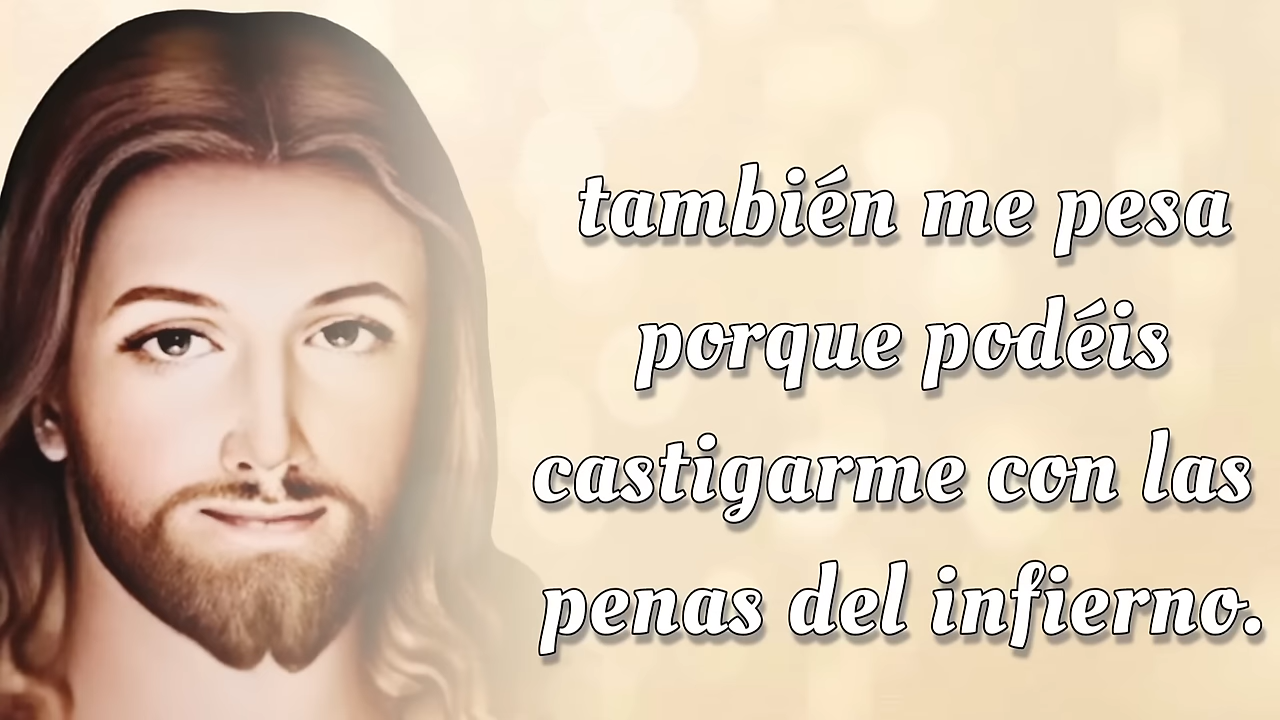 también me pesa
porque podéis
castigarme con las
penas del infierno.